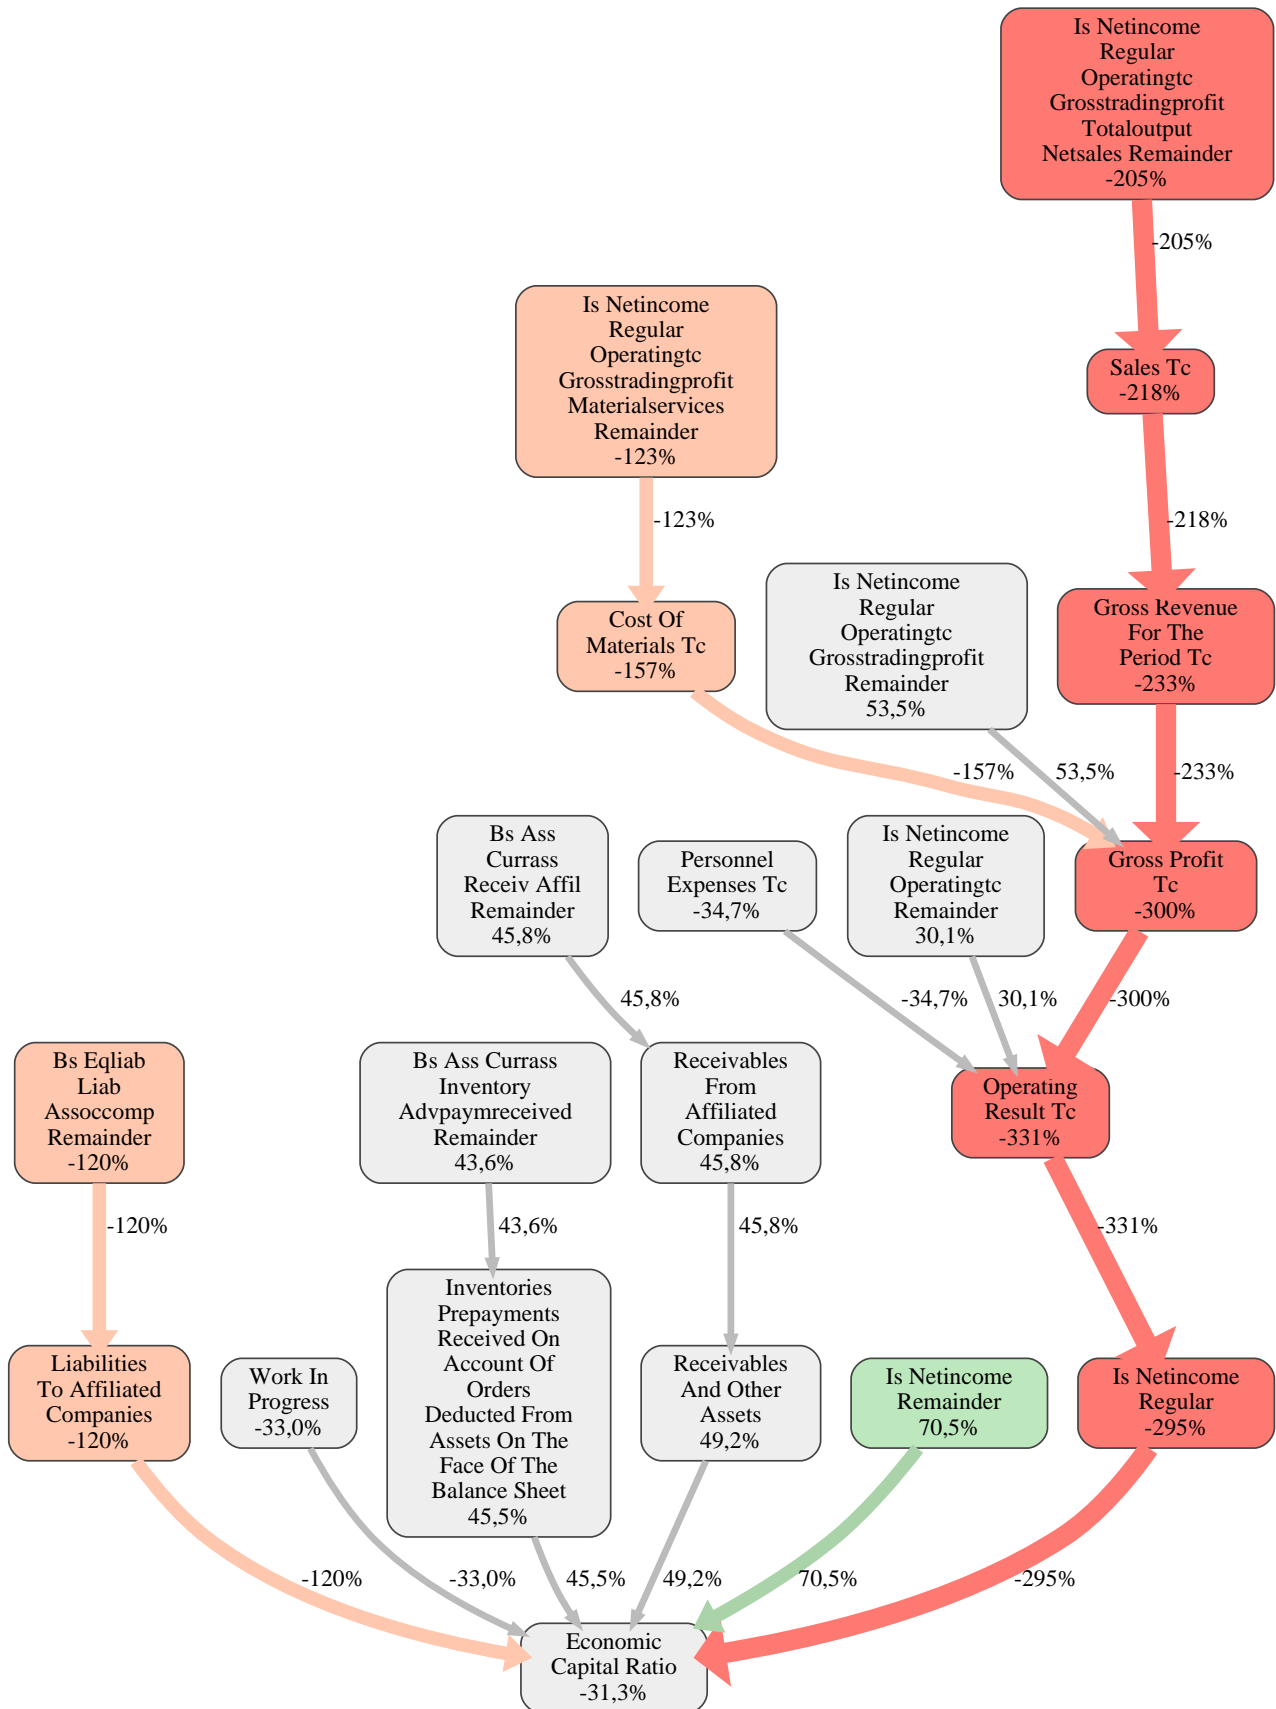 Is Netincome
Regular
Operatingtc
Grosstradingprofit
Totaloutput
Netsales Remainder
-205%
-205%
Is Netincome
Regular
Operatingtc
Grosstradingprofit
Materialservices
Remainder
-123%
Sales Tc
-218%
-123%
-218%
Is Netincome
Regular
Operatingtc
Grosstradingprofit
Remainder
53,5%
Cost Of
Materials Tc
-157%
Gross Revenue
For The
Period Tc
-233%
-157%
53,5%
-233%
Bs Ass
Currass
Receiv Affil
Remainder
45,8%
Personnel
Expenses Tc
-34,7%
Is Netincome
Regular
Operatingtc
Remainder
30,1%
Gross Profit
Tc
-300%
45,8%
-34,7%
30,1%
-300%
Bs Eqliab
Liab
Assoccomp
Remainder
-120%
Bs Ass Currass
Inventory
Advpaymreceived
Remainder
43,6%
Receivables
From
Affiliated
Companies
45,8%
Operating
Result Tc
-331%
-120%
43,6%
45,8%
-331%
Liabilities
To Affiliated
Companies
-120%
Work In
Progress
-33,0%
Inventories
Prepayments
Received On
Account Of
Orders
Deducted From
Assets On The
Face Of The
Balance Sheet
45,5%
Receivables
And Other
Assets
49,2%
Is Netincome
Remainder
70,5%
Is Netincome
Regular
-295%
-120%
-33,0%
45,5%
49,2%
70,5%
-295%
Economic
Capital Ratio
-31,3%